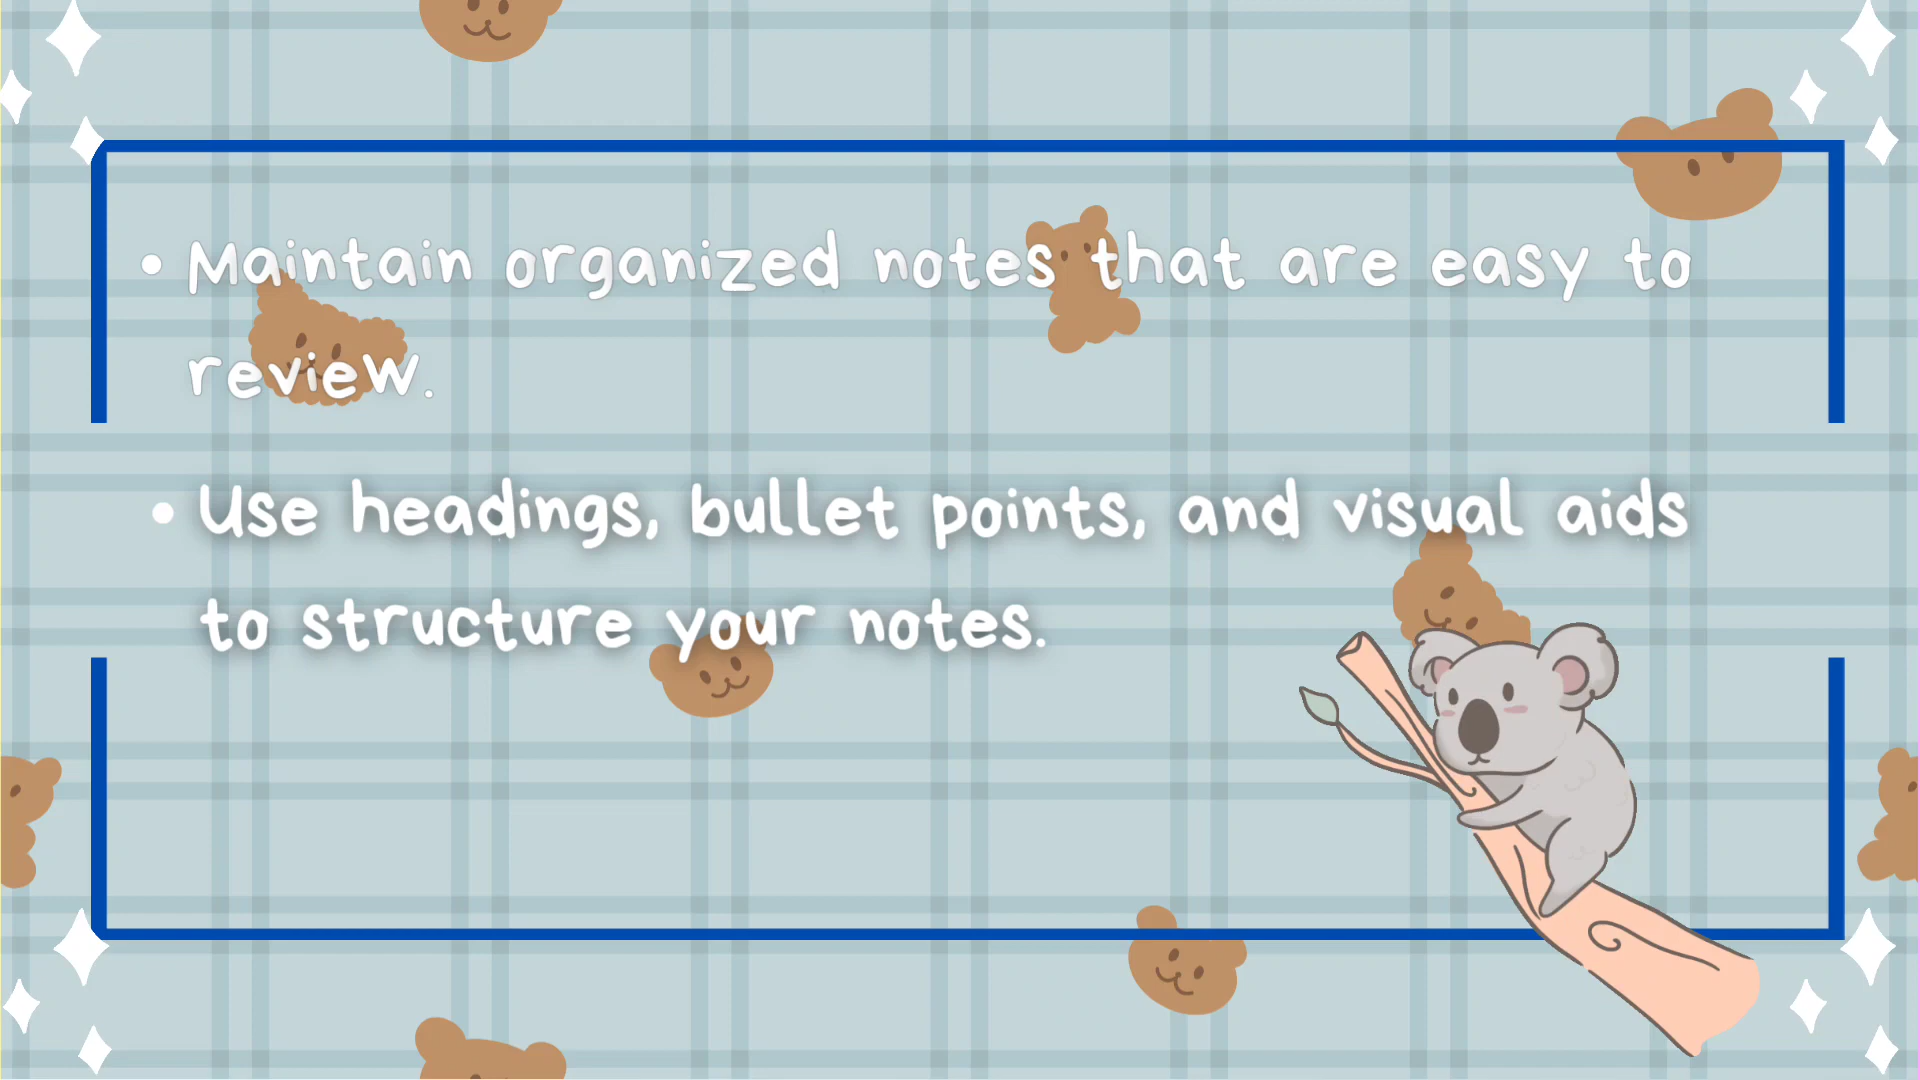 • Maintain organized notes that are easy to
review.
• Use headings, bullet points, and visual aids
to structure your notes.